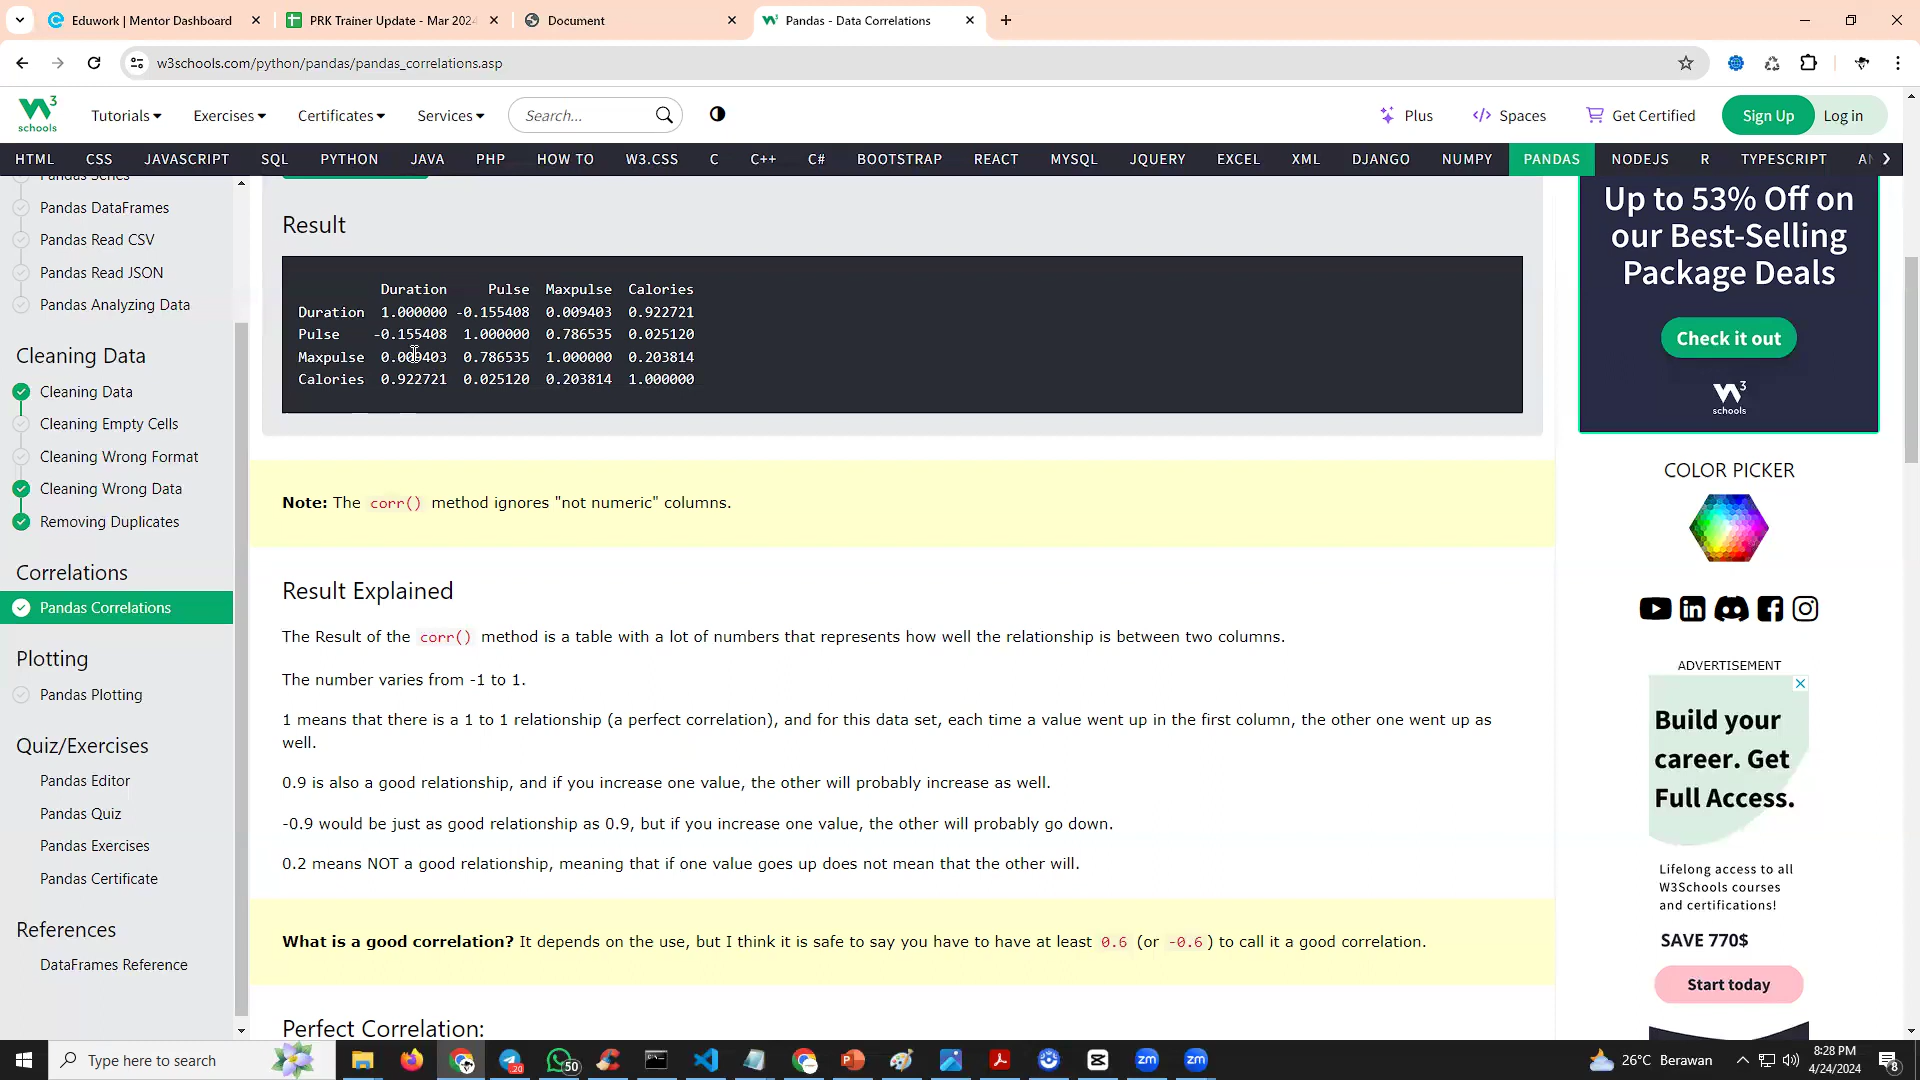 Eduwork | Mentor Dashboard
PRK Trainer Update - Mar 2024
Document
Pandas - Data Correlations
w3schools.com/python/pandas/pandas_correlations.asp
W3 schools
Tutorials
Exercises
Certificates
Services
Search...
Plus
Spaces
Get Certified
Sign Up
Log in
HTML CSS JAVASCRIPT SQL PYTHON JAVA PHP HOW TO W3.CSS C C++ C# BOOTSTRAP REACT MYSQL JQUERY EXCEL XML DJANGO NUMPY PANDAS NODEJS R TYPESCRIPT
Pandas Series
Pandas DataFrames
Pandas Read CSV
Pandas Read JSON
Pandas Analyzing Data
Cleaning Data
Cleaning Data
Cleaning Empty Cells
Cleaning Wrong Format
Cleaning Wrong Data
Removing Duplicates
Correlations
Pandas Correlations
Plotting
Pandas Plotting
Quiz/Exercises
Pandas Editor
Pandas Quiz
Pandas Exercises
Pandas Certificate
References
DataFrames Reference
Result
Duration Pulse Maxpulse Calories
Duration 1.000000 -0.155408 0.009403 0.922721
Pulse -0.155408 1.000000 0.786535 0.025120
Maxpulse 0.009403 0.786535 1.000000 0.203814
Calories 0.922721 0.025120 0.203814 1.000000
Note: The corr() method ignores "not numeric" columns.
Result Explained
The Result of the corr() method is a table with a lot of numbers that represents how well the relationship is between two columns.
The number varies from -1 to 1.
1 means that there is a 1 to 1 relationship (a perfect correlation), and for this data set, each time a value went up in the first column, the other one went up as
well.
0.9 is also a good relationship, and if you increase one value, the other will probably increase as well.
-0.9 would be just as good relationship as 0.9, but if you increase one value, the other will probably go down.
0.2 means NOT a good relationship, meaning that if one value goes up does not mean that the other will.
What is a good correlation? It depends on the use, but I think it is safe to say you have to have at least 0.6 (or -0.6) to call it a good correlation.
Perfect Correlation:
Up to 53% Off on
our Best-Selling
Package Deals
Check it out
W3 schools
COLOR PICKER
ADVERTISEMENT
Build your
career. Get
Full Access.
Lifelong access to all
W3Schools courses
and certifications!
SAVE 770$
Start today
Type here to search
20
50
zm
zm
26°C Berawan
8:28 PM
4/24/2024
8